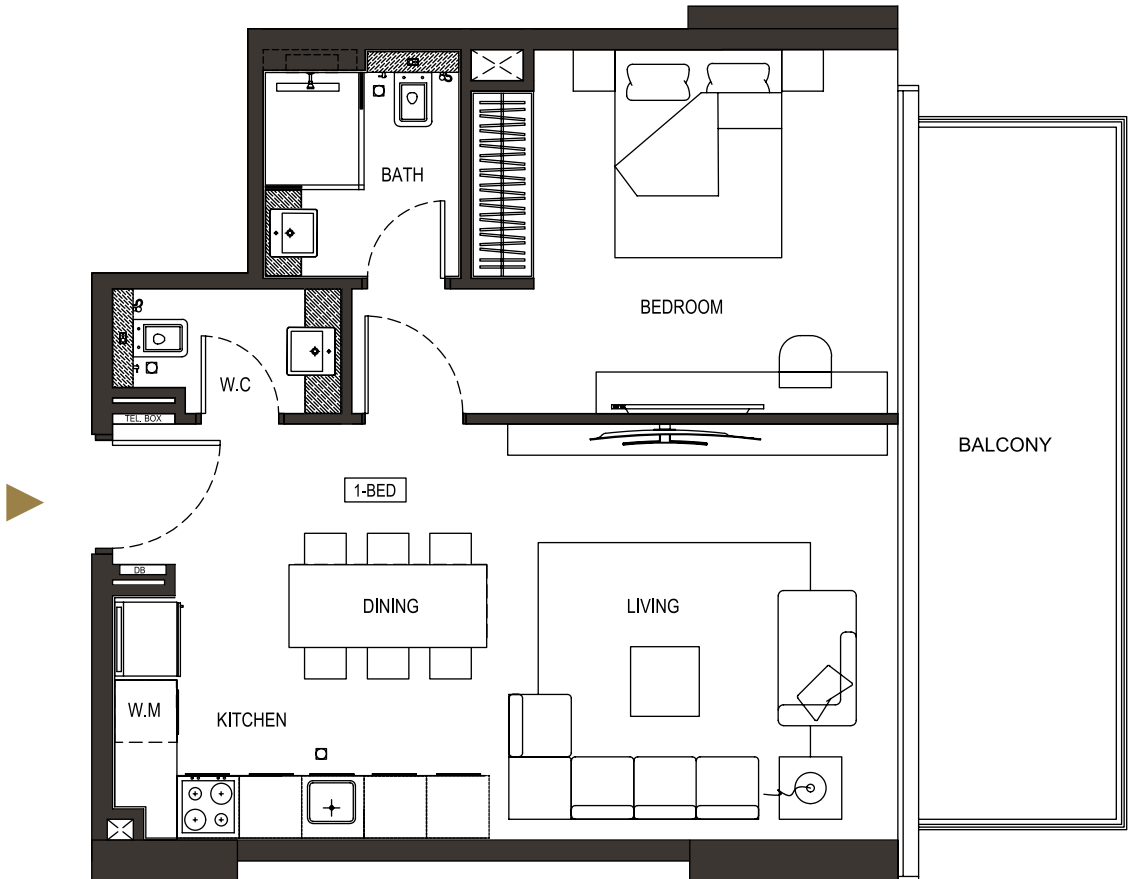 BATH
BEDROOM
W.C
TEL. BOX
BALCONY
1-BED
DB
DINING
LIVING
W.M
KITCHEN